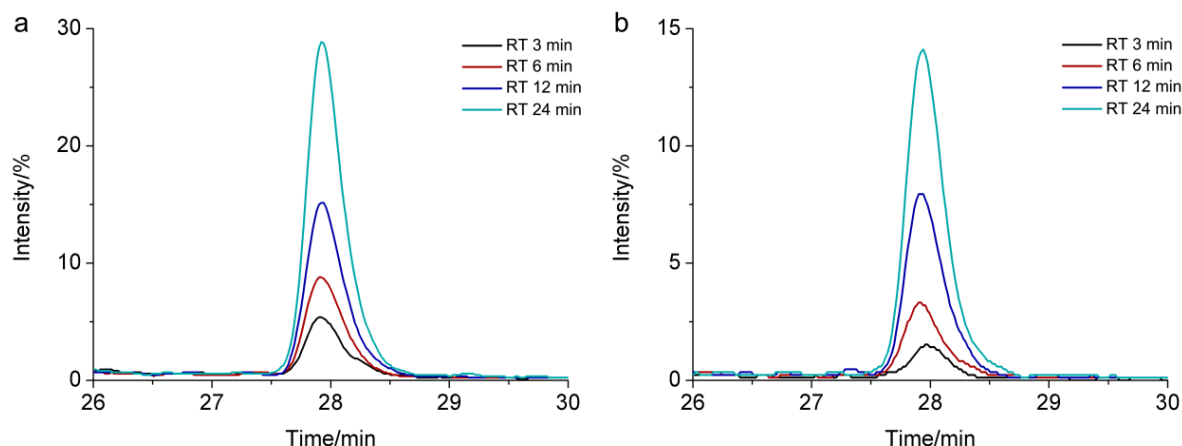 a
30
20
10
0
Intensity/%
26 27 28 29 30
Time/min
RT 3 min
RT 6 min
RT 12 min
RT 24 min
b
15
10
5
0
Intensity/%
26 27 28 29 30
Time/min
RT 3 min
RT 6 min
RT 12 min
RT 24 min